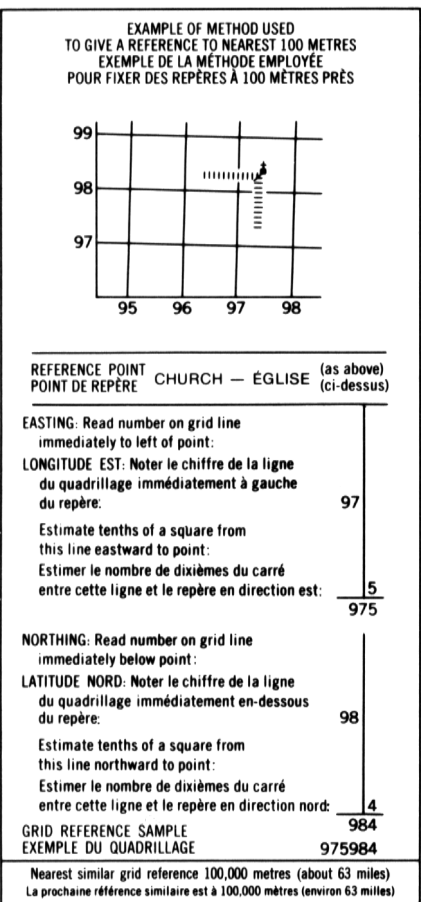 EXAMPLE OF METHOD USED
TO GIVE A REFERENCE TO NEAREST 100 METRES
EXEMPLE DE LA MÉTHODE EMPLOYÉE
POUR FIXER DES REPÈRES À 100 MÈTRES PRÈS
99
98
97
95 96 97 98
REFERENCE POINT
POINT DE REPÈRE
CHURCH — ÉGLISE
(as above)
(ci-dessus)
EASTING: Read number on grid line
immediately to left of point:
LONGITUDE EST: Noter le chiffre de la ligne
du quadrillage immédiatement à gauche
du repère: 97
Estimate tenths of a square from
this line eastward to point:
Estimer le nombre de dixièmes du carré
entre cette ligne et le repère en direction est: 5
975
NORTHING: Read number on grid line
immediately below point:
LATITUDE NORD: Noter le chiffre de la ligne
du quadrillage immédiatement en-dessous
du repère: 98
Estimate tenths of a square from
this line northward to point:
Estimer le nombre de dixièmes du carré
entre cette ligne et le repère en direction nord: 4
984
GRID REFERENCE SAMPLE
EXEMPLE DU QUADRILLAGE 975984
Nearest similar grid reference 100,000 metres (about 63 miles)
La prochaine référence similaire est à 100,000 mètres (environ 63 milles)